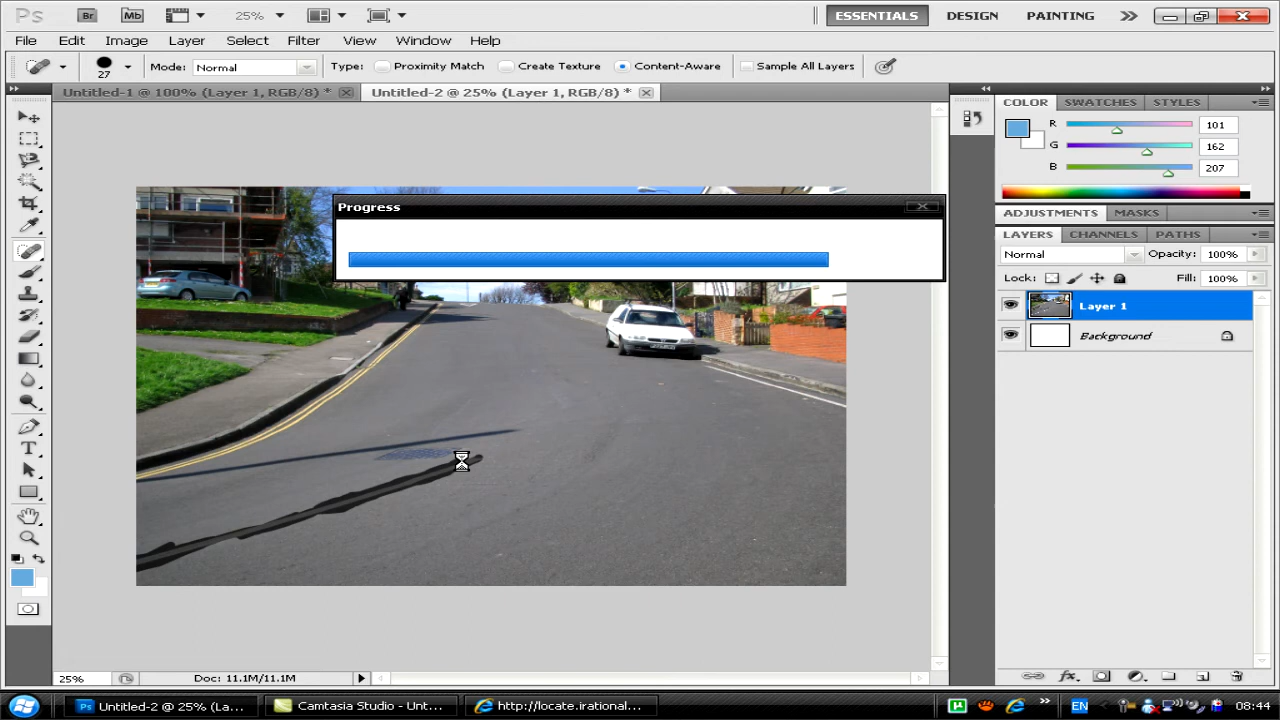 Ps Br Mb 25% ESSENTIALS DESIGN PAINTING
File Edit Image Layer Select Filter View Window Help
27 Mode: Normal Type: Proximity Match Create Texture Content-Aware Sample All Layers
Untitled-1 @ 100% (Layer 1, RGB/8) * Untitled-2 @ 25% (Layer 1, RGB/8) *
COLOR SWATCHES STYLES
R 101
G 162
B 207
Progress
ADJUSTMENTS MASKS
LAYERS CHANNELS PATHS
Normal Opacity: 100%
Lock: Fill: 100%
Layer 1
Background
25% Doc: 11.1M/11.1M
fx
Ps Untitled-2 @ 25% (La... Camtasia Studio - Unt... http://locate.irational... EN 08:44